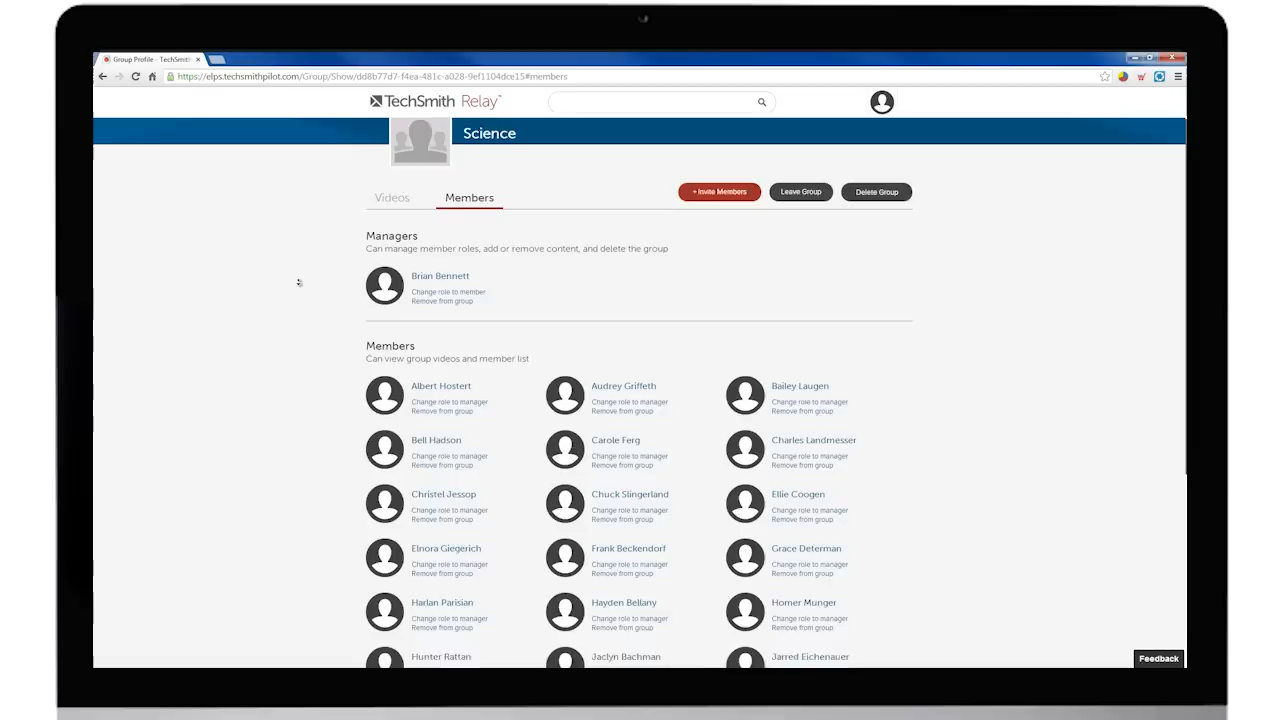 Group Profile - TechSmith
https://elps.techsmithpilot.com/Group/Show/dd8b77d7-f4ea-481c-a028-9ef1104dce15#members
TechSmith Relay™
Science
Videos
Members
+ Invite Members
Leave Group
Delete Group
Managers
Can manage member roles, add or remove content, and delete the group
Brian Bennett
Change role to member
Remove from group
Members
Can view group videos and member list
Albert Hostert
Change role to manager
Remove from group
Audrey Griffeth
Change role to manager
Remove from group
Bailey Laugen
Change role to manager
Remove from group
Bell Hadson
Change role to manager
Remove from group
Carole Ferg
Change role to manager
Remove from group
Charles Landmesser
Change role to manager
Remove from group
Christel Jessop
Change role to manager
Remove from group
Chuck Slingerland
Change role to manager
Remove from group
Ellie Coogen
Change role to manager
Remove from group
Elnora Giegerich
Change role to manager
Remove from group
Frank Beckendorf
Change role to manager
Remove from group
Grace Determan
Change role to manager
Remove from group
Harlan Parisian
Change role to manager
Remove from group
Hayden Bellany
Change role to manager
Remove from group
Homer Munger
Change role to manager
Remove from group
Hunter Rattan
Jaclyn Bachman
Jarred Eichenauer
Feedback